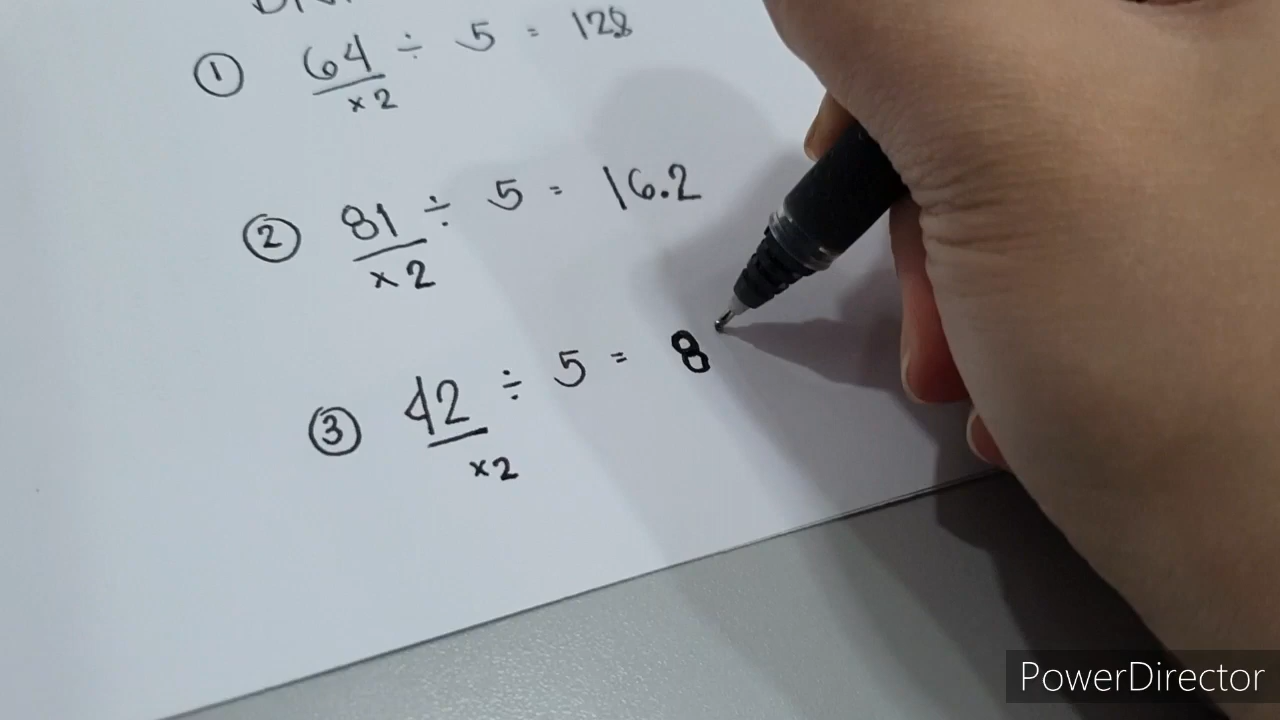 ① 64 ÷ 5 = 128
×2
② 81 ÷ 5 = 16.2
×2
③ 42 ÷ 5 = 8
×2
PowerDirector